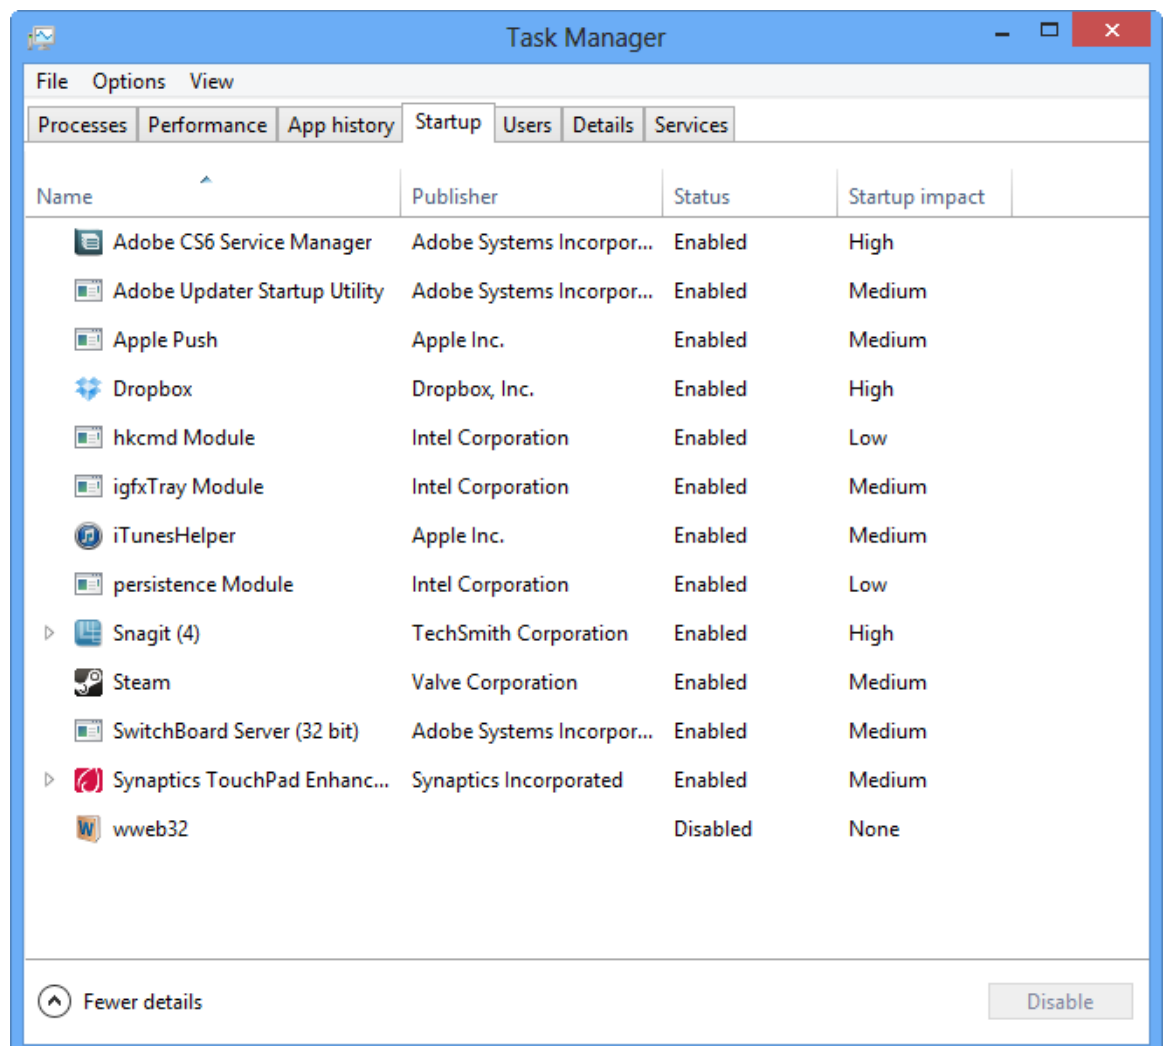 Task Manager
File Options View
Processes Performance App history Startup Users Details Services
Name Publisher Status Startup impact
Adobe CS6 Service Manager Adobe Systems Incorpor... Enabled High
Adobe Updater Startup Utility Adobe Systems Incorpor... Enabled Medium
Apple Push Apple Inc. Enabled Medium
Dropbox Dropbox, Inc. Enabled High
hkcmd Module Intel Corporation Enabled Low
igfxTray Module Intel Corporation Enabled Medium
iTunesHelper Apple Inc. Enabled Medium
persistence Module Intel Corporation Enabled Low
Snagit (4) TechSmith Corporation Enabled High
Steam Valve Corporation Enabled Medium
SwitchBoard Server (32 bit) Adobe Systems Incorpor... Enabled Medium
Synaptics TouchPad Enhanc... Synaptics Incorporated Enabled Medium
wweb32 Disabled None
Fewer details Disable